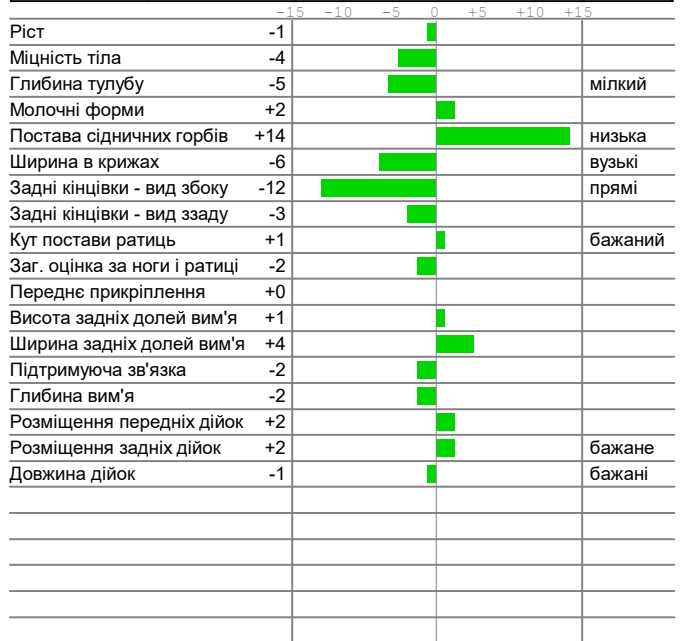 -15 -10 -5 0 +5 +10 +15
Ріст -1
Міцність тіла -4
Глибина тулубу -5 мілкий
Молочні форми +2
Постава сідничних горбів +14 низька
Ширина в крижах -6 вузькі
Задні кінцівки - вид збоку -12 прямі
Задні кінцівки - вид ззаду -3
Кут постави ратиць +1 бажаний
Заг. оцінка за ноги і ратиці -2
Переднє прикріплення +0
Висота задніх долей вим'я +1
Ширина задніх долей вим'я +4
Підтримуюча зв'язка -2
Глибина вим'я -2
Розміщення передніх дійок +2
Розміщення задніх дійок +2 бажане
Довжина дійок -1 бажані